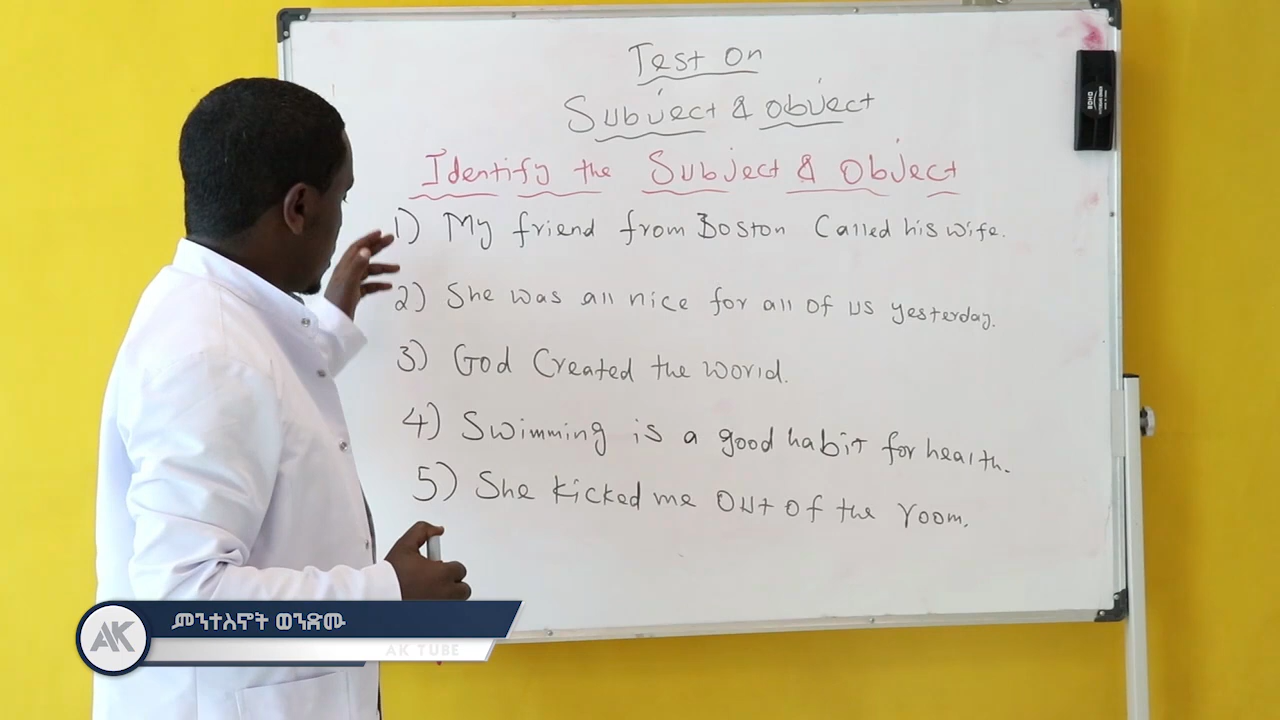 Test On
Subject & Object
Identify the Subject & Object
1) My friend from Boston Called his wife.
2) She was all nice for all of us yesterday.
3) God Created the world.
4) Swimming is a good habit for health.
5) She kicked me out of the room.
AK
ምንተስኖት ወንድሙ
AK TUBE